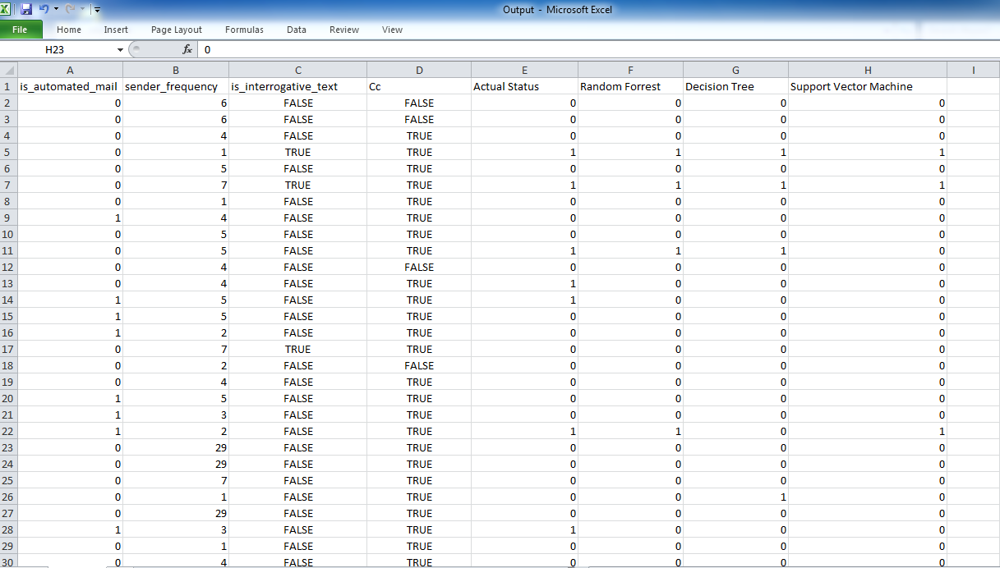 Output - Microsoft Excel
File Home Insert Page Layout Formulas Data Review View
H23 fx 0
A B C D E F G H I
1 is_automated_mail sender_frequency is_interrogative_text Cc Actual Status Random Forrest Decision Tree Support Vector Machine
2 0 6 FALSE FALSE 0 0 0 0
3 0 6 FALSE FALSE 0 0 0 0
4 0 4 FALSE TRUE 0 0 0 0
5 0 1 TRUE TRUE 1 1 1 1
6 0 5 FALSE TRUE 0 0 0 0
7 0 7 TRUE TRUE 1 1 1 1
8 0 1 FALSE TRUE 0 0 0 0
9 1 4 FALSE TRUE 0 0 0 0
10 0 5 FALSE TRUE 0 0 0 0
11 0 5 FALSE TRUE 1 1 1 0
12 0 4 FALSE FALSE 0 0 0 0
13 0 4 FALSE TRUE 1 0 0 0
14 1 5 FALSE TRUE 1 0 0 0
15 1 5 FALSE TRUE 0 0 0 0
16 1 2 FALSE TRUE 0 0 0 0
17 0 7 TRUE TRUE 0 0 0 0
18 0 2 FALSE FALSE 0 0 0 0
19 0 4 FALSE TRUE 0 0 0 0
20 1 5 FALSE TRUE 0 0 0 0
21 1 3 FALSE TRUE 0 0 0 0
22 1 2 FALSE TRUE 1 1 0 1
23 0 29 FALSE TRUE 0 0 0 0
24 0 29 FALSE TRUE 0 0 0 0
25 0 7 FALSE TRUE 0 0 0 0
26 0 1 FALSE TRUE 0 0 1 0
27 0 29 FALSE TRUE 0 0 0 0
28 1 3 FALSE TRUE 1 0 0 0
29 0 1 FALSE TRUE 0 0 0 0
30 0 4 FALSE TRUE 0 0 0 0